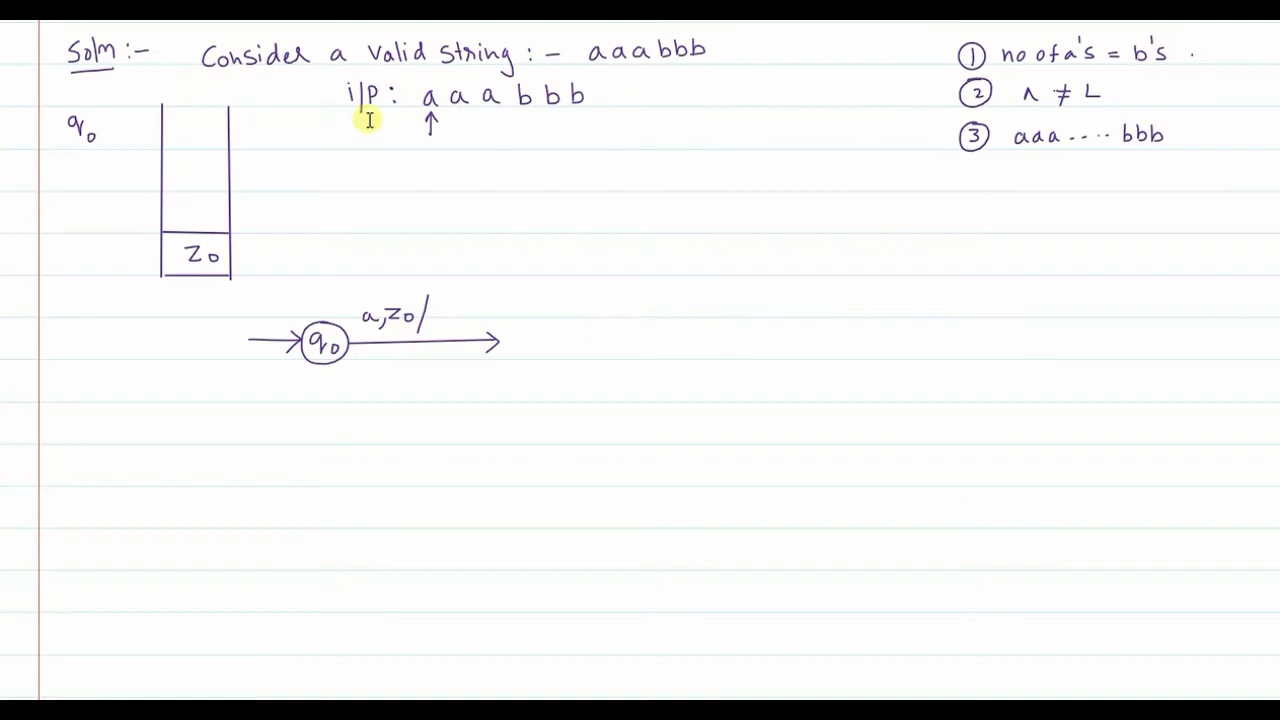 Soln :- Consider a valid string :- aaabbb
i/p : a a a b b b
q0
z0
a,z0/
q0
① no of a's = b's .
② ʌ ≠ L
③ aaa .... bbb